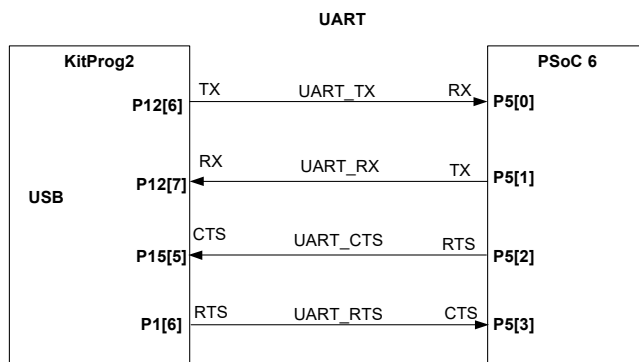 UART
KitProg2 PSoC 6
TX UART_TX RX
P12[6] P5[0]
RX UART_RX TX
P12[7] P5[1]
USB
CTS UART_CTS RTS
P15[5] P5[2]
RTS UART_RTS CTS
P1[6] P5[3]